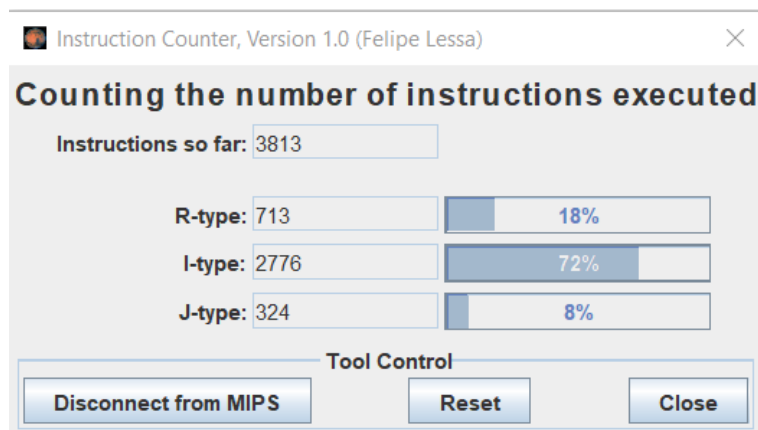 Instruction Counter, Version 1.0 (Felipe Lessa)
Counting the number of instructions executed
Instructions so far: 3813
R-type: 713 18%
I-type: 2776 72%
J-type: 324 8%
Tool Control
Disconnect from MIPS Reset Close